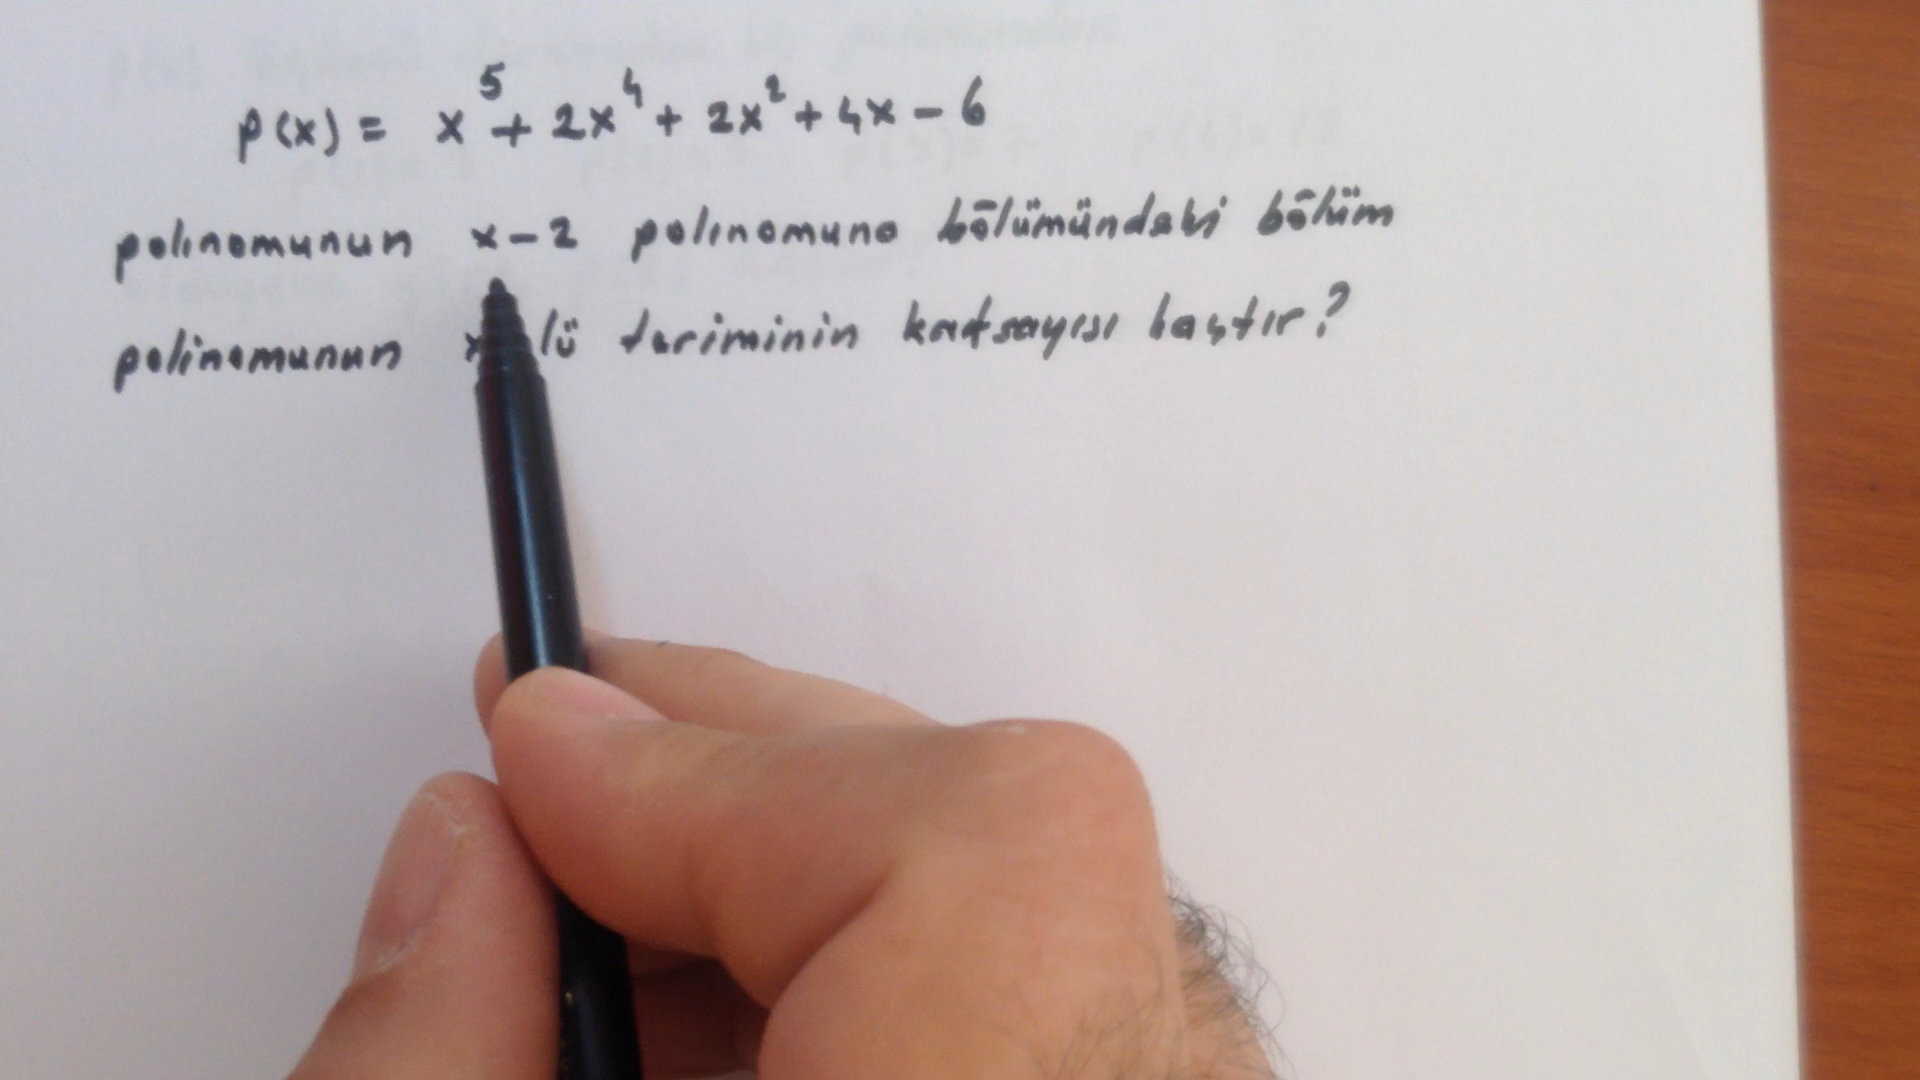 p(x) = x⁵ + 2x⁴ + 2x² + 4x - 6
polinomunun x-2 polinomuna bölümündeki bölüm
polinomunun lü teriminin katsayısı kaçtır?